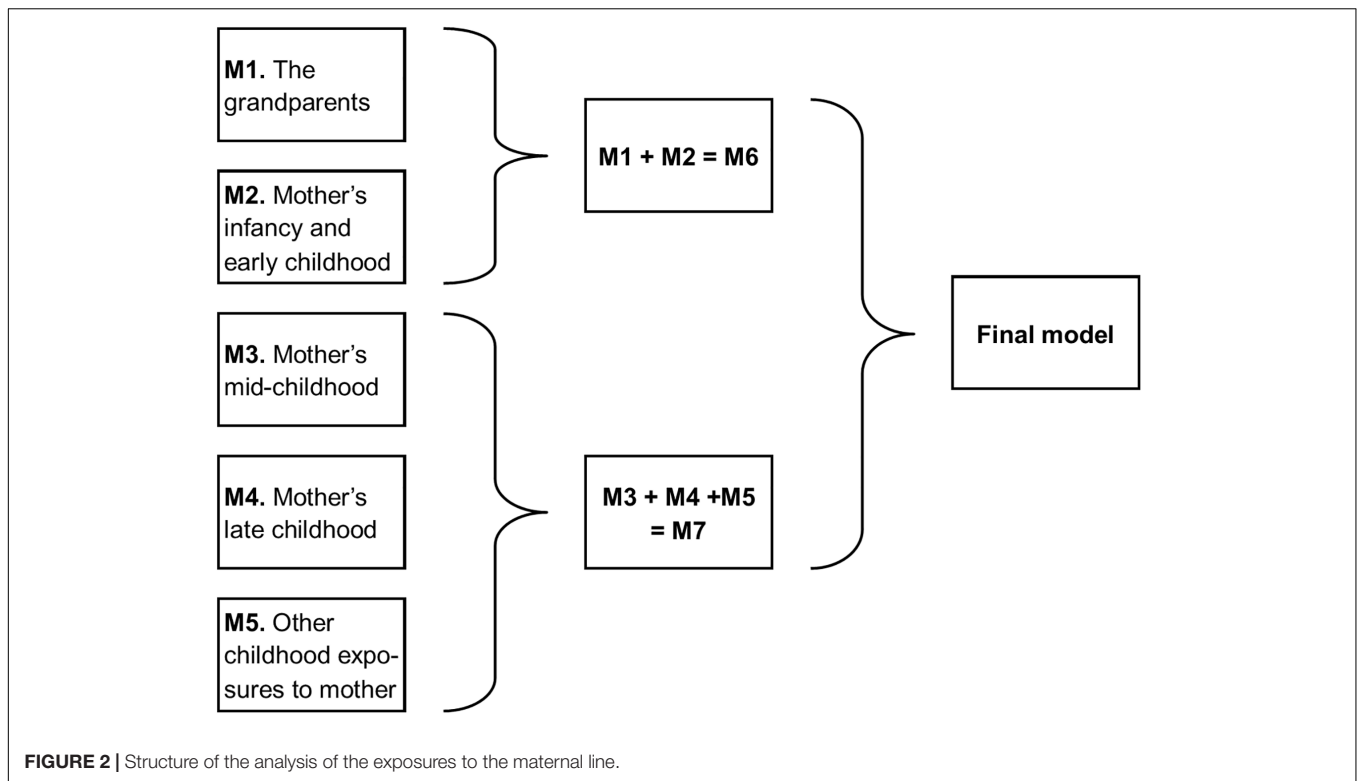 M1. The
grandparents
M2. Mother’s
infancy and
early childhood
M3. Mother’s
mid-childhood
M4. Mother’s
late childhood
M5. Other
childhood expo-
sures to mother
M1 + M2 = M6
M3 + M4 +M5
= M7
Final model
FIGURE 2 | Structure of the analysis of the exposures to the maternal line.